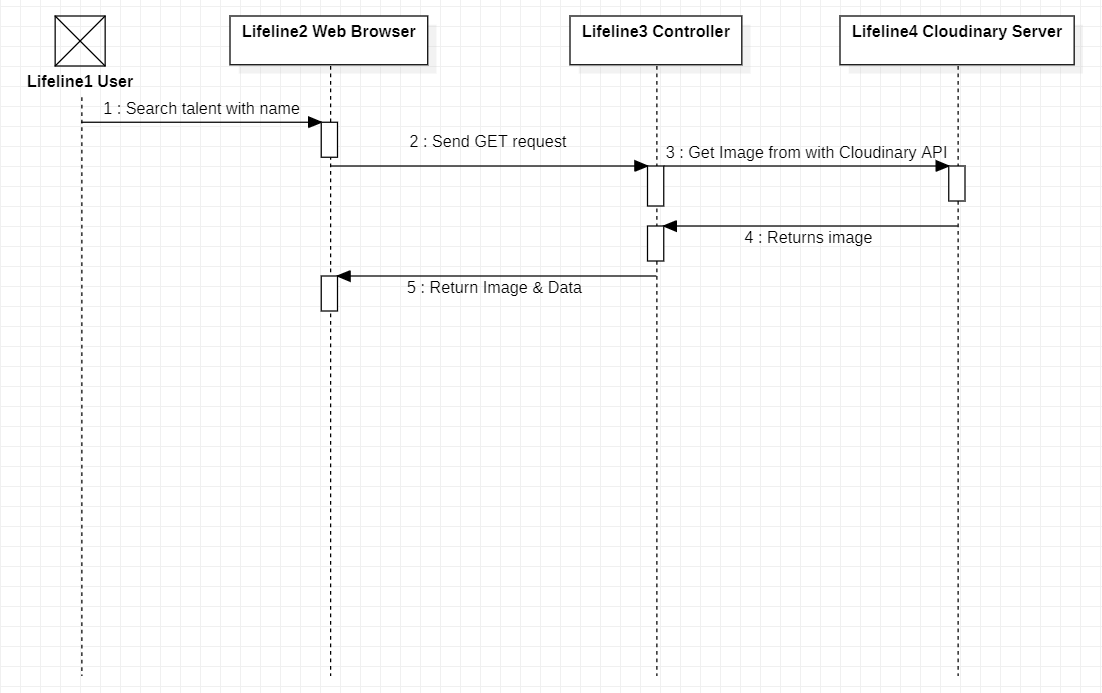 Lifeline1 User
Lifeline2 Web Browser
Lifeline3 Controller
Lifeline4 Cloudinary Server
1 : Search talent with name
2 : Send GET request
3 : Get Image from with Cloudinary API
4 : Returns image
5 : Return Image & Data